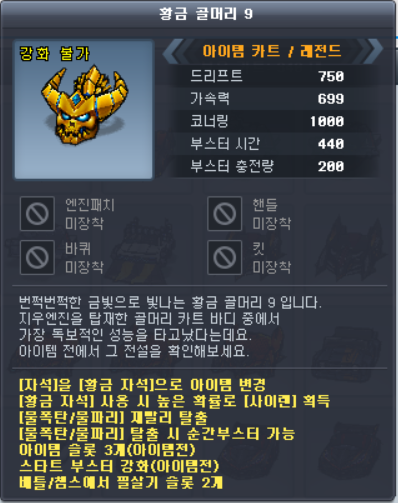 황금 골머리 9
강화 불가
아이템 카트 / 레전드
드리프트 750
가속력 699
코너링 1000
부스터 시간 440
부스터 충전량 200
엔진패치
미장착
핸들
미장착
바퀴
미장착
킷
미장착
번쩍번쩍한 금빛으로 빛나는 황금 골머리 9 입니다.
지우엔진을 탑재한 골머리 카트 바디 중에서
가장 독보적인 성능을 타고났다는데요.
아이템 전에서 그 전설을 확인해보세요.
[자석]을 [황금 자석]으로 아이템 변경
[황금 자석] 사용 시 높은 확률로 [사이렌] 획득
[물폭탄/물파리] 재빨리 탈출
[물폭탄/물파리] 탈출 시 순간부스터 가능
아이템 슬롯 3개(아이템전)
스타트 부스터 강화(아이템전)
배틀/챔스에서 필살기 슬롯 2개